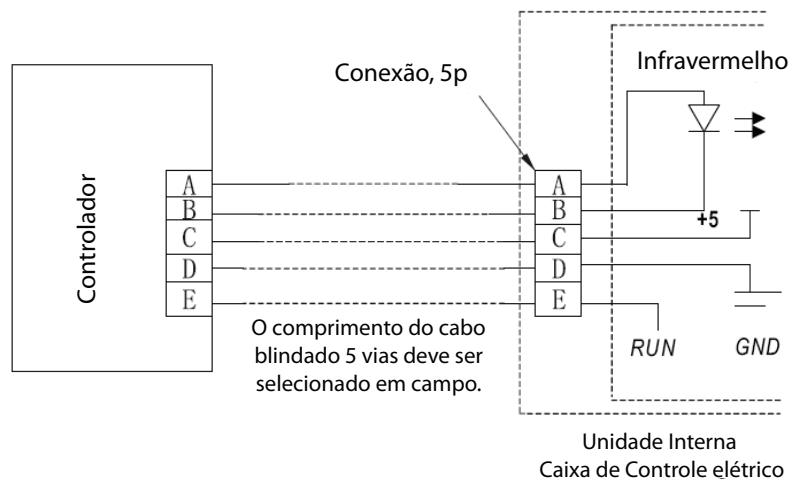 Infravermelho
Conexão, 5p
Controlador
A
B
C
D
E
A
B
C
D
E
+5
RUN
GND
O comprimento do cabo
blindado 5 vias deve ser
selecionado em campo.
Unidade Interna
Caixa de Controle elétrico